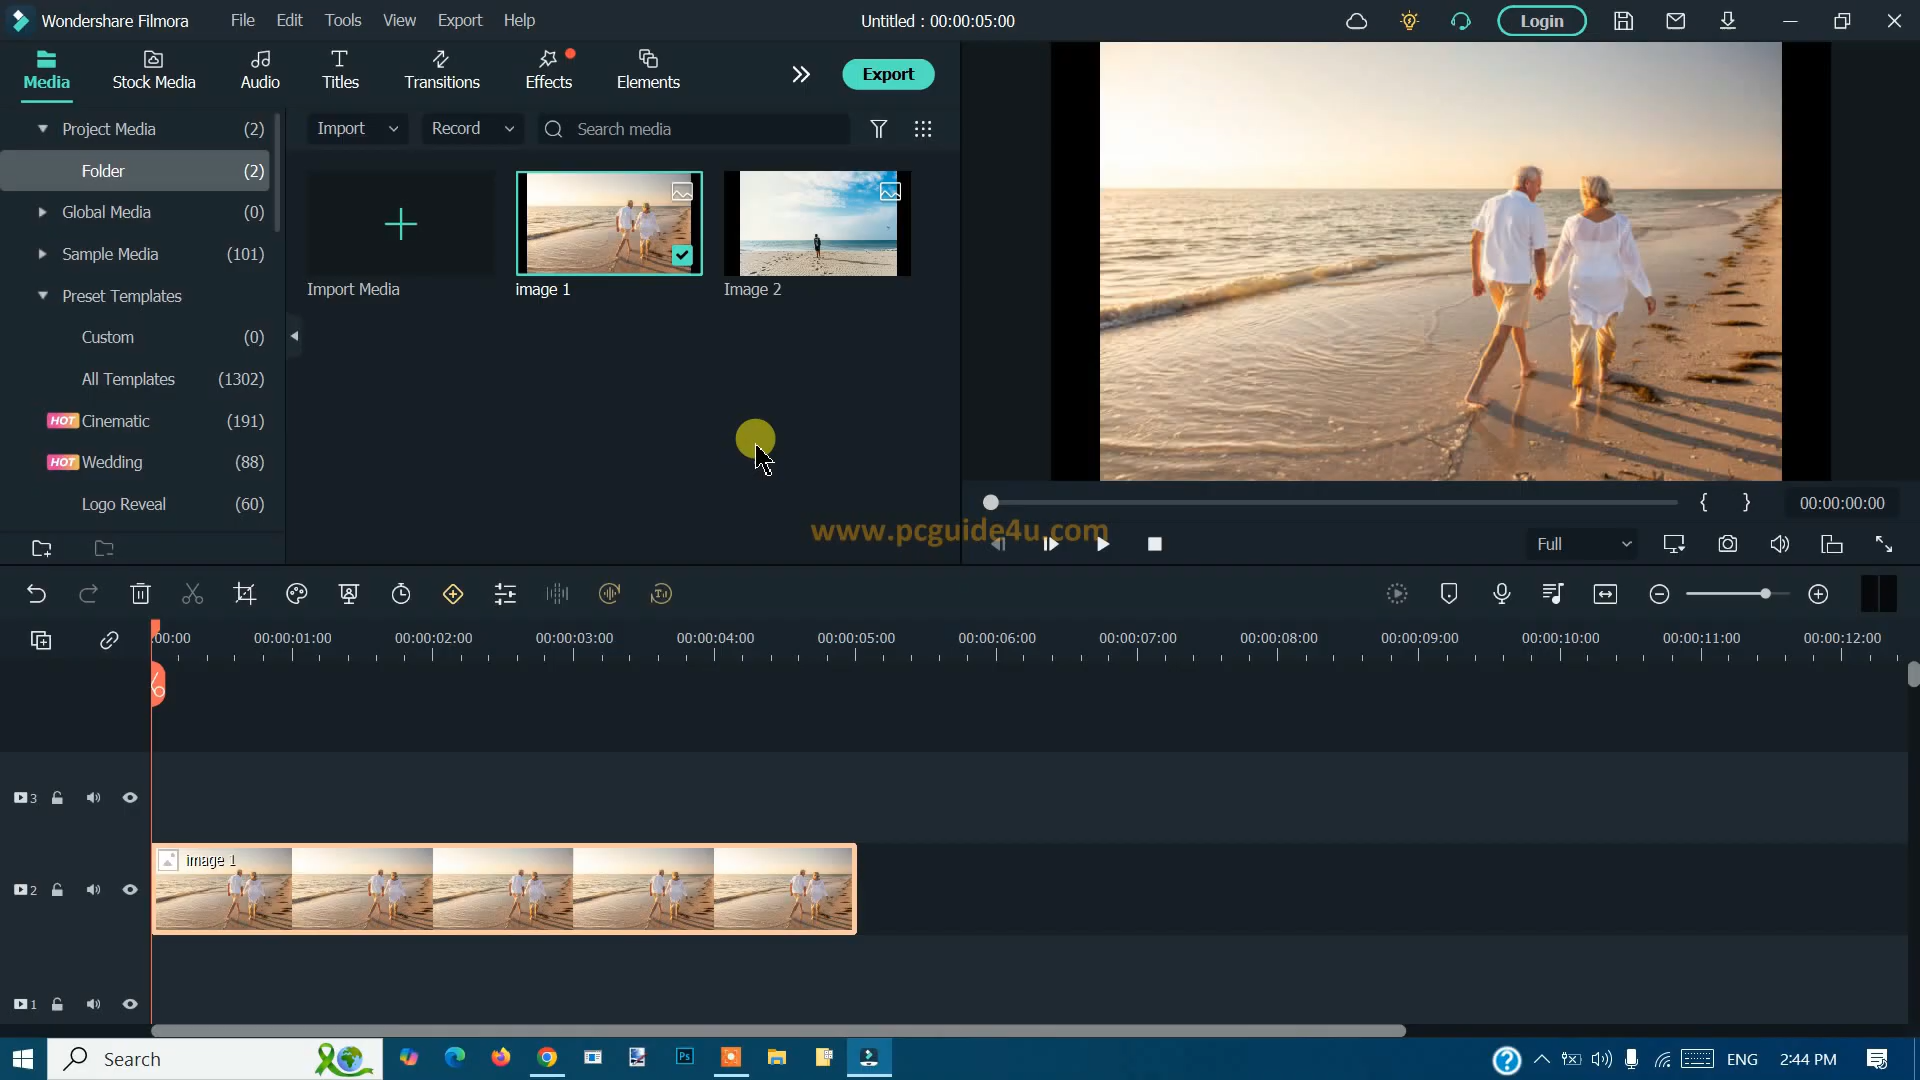 Wondershare Filmora File Edit Tools View Export Help Untitled : 00:00:05:00 Login
Media Stock Media Audio Titles Transitions Effects Elements Export
Project Media (2)
Folder (2)
Global Media (0)
Sample Media (101)
Preset Templates
Custom (0)
All Templates (1302)
HOT Cinematic (191)
HOT Wedding (88)
Logo Reveal (60)
Import Record Search media
Import Media image 1 Image 2
{ } 00:00:00:00
www.pcguide4u.com
Full
:00:00 00:00:01:00 00:00:02:00 00:00:03:00 00:00:04:00 00:00:05:00 00:00:06:00 00:00:07:00 00:00:08:00 00:00:09:00 00:00:10:00 00:00:11:00 00:00:12:00
3
image 1
2
1
Search Ps ENG 2:44 PM